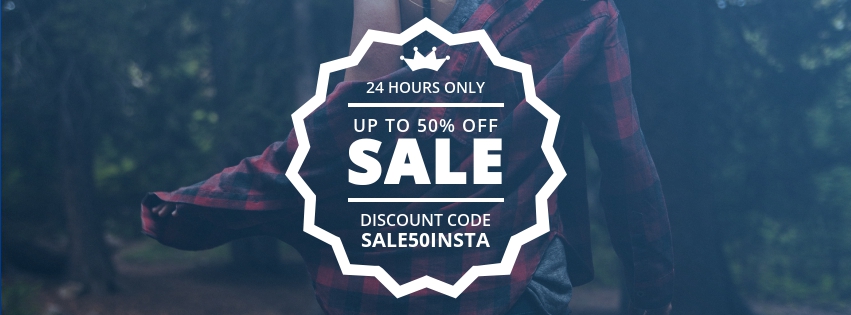 24 HOURS ONLY
UP TO 50% OFF
SALE
DISCOUNT CODE
SALE50INSTA